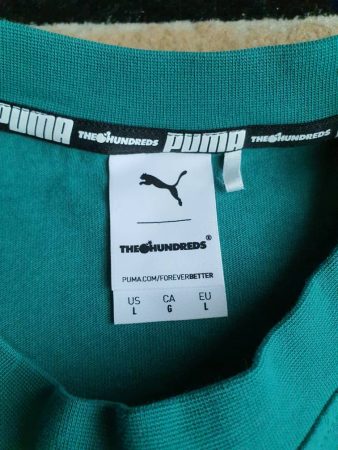 PUMA THE HUNDREDS PUMA THE HUNDREDS
THE HUNDREDS®
PUMA.COM/FOREVERBETTER
US CA EU
L G L